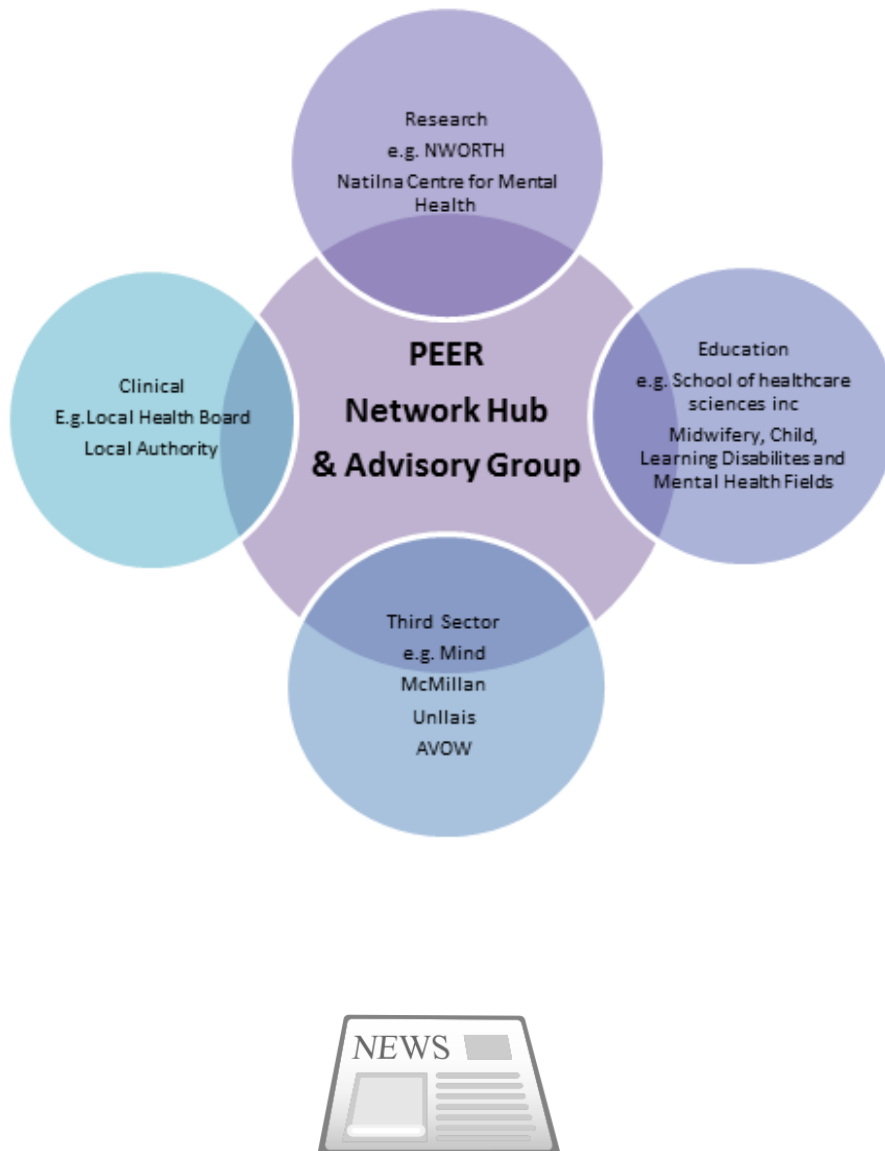 Research
e.g. NWORTH
Natilna Centre for Mental
Health
PEER
Network Hub
& Advisory Group
Clinical
E.g.Local Health Board
Local Authority
Education
e.g. School of healthcare
sciences inc
Midwifery, Child,
Learning Disabilites and
Mental Health Fields
Third Sector
e.g. Mind
McMillan
Unllais
AVOW
NEWS